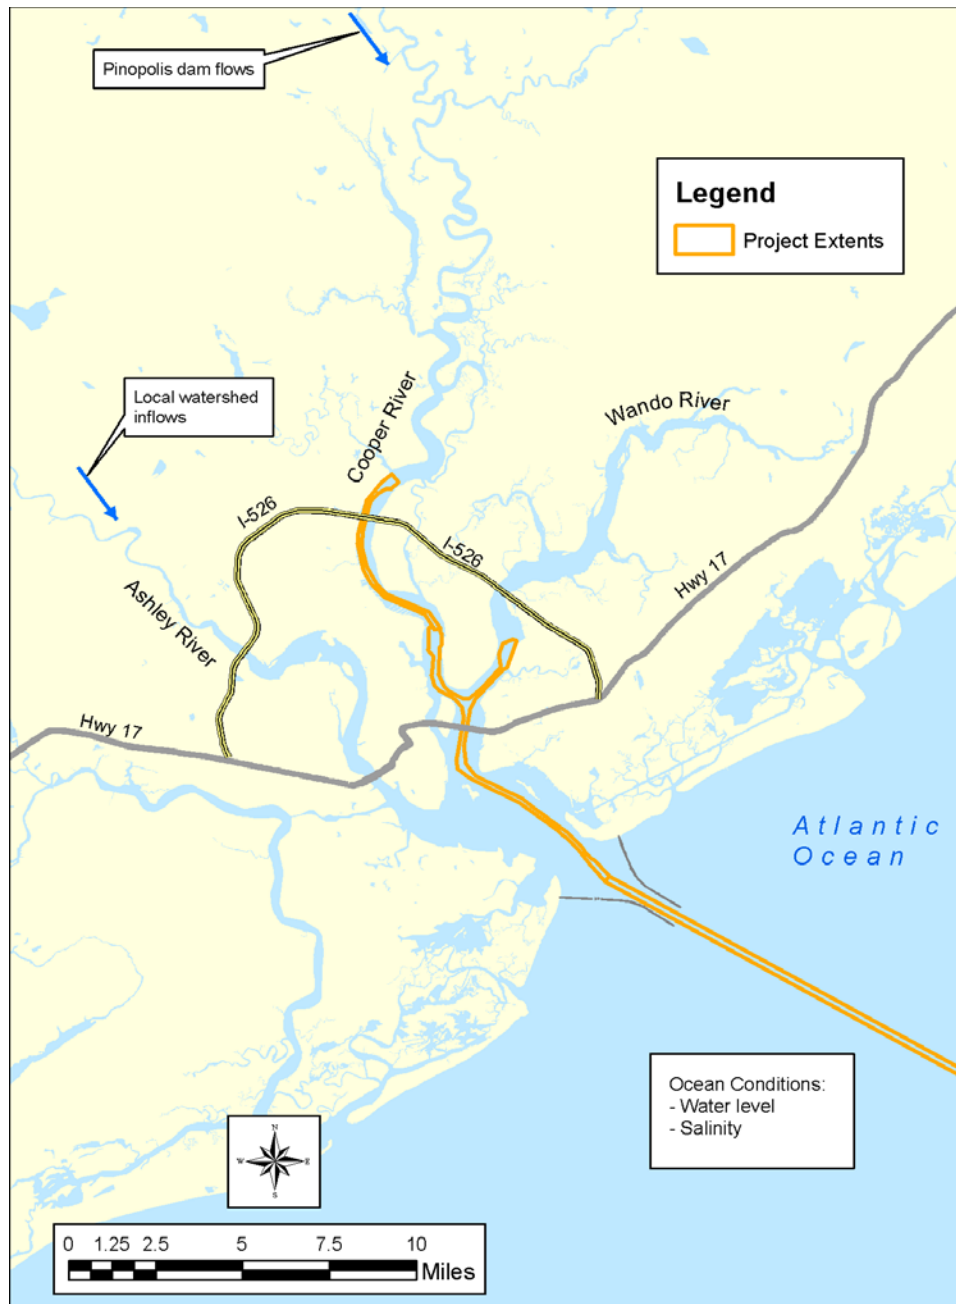 Pinopolis dam flows
Legend
Project Extents
Local watershed
inflows
Cooper River
Wando River
I-526
I-526
Hwy 17
Ashley River
Hwy 17
Atlantic
Ocean
Ocean Conditions:
- Water level
- Salinity
N
W
E
S
0 1.25 2.5 5 7.5 10
Miles